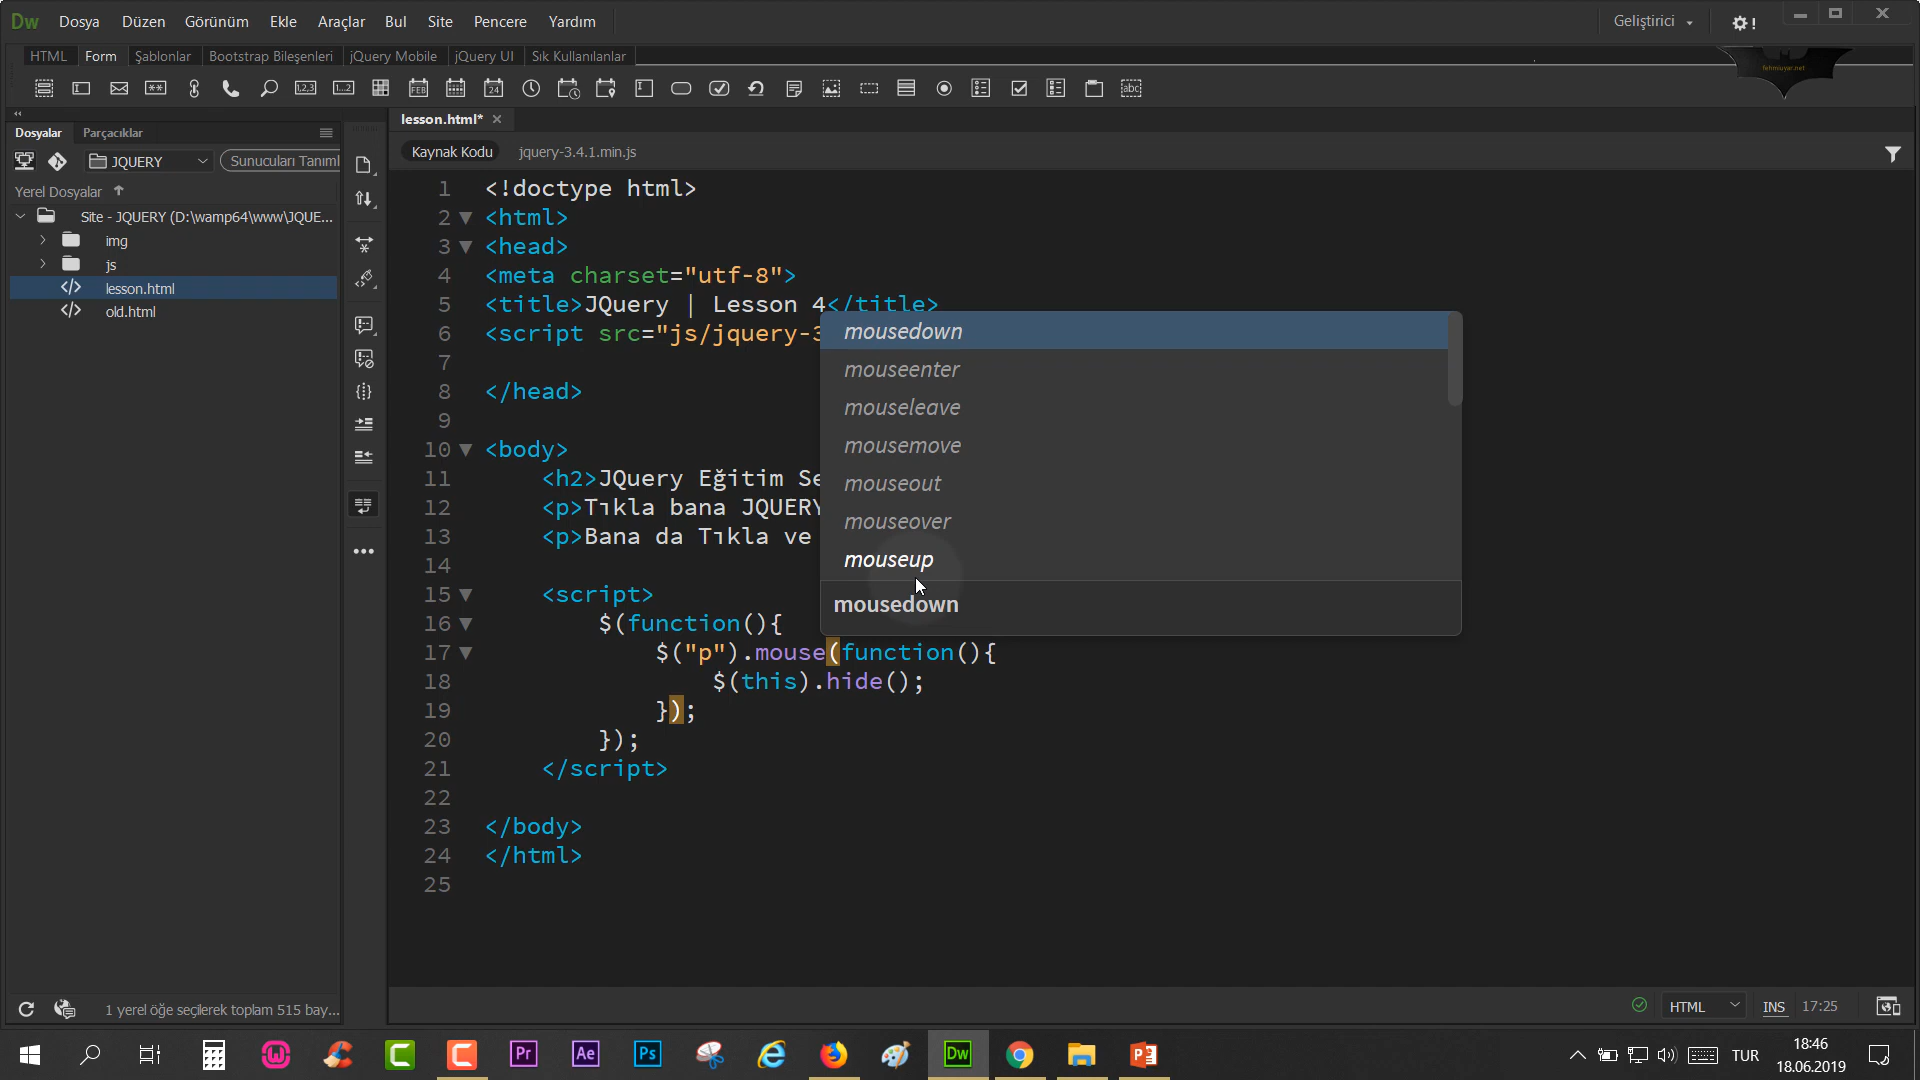 Dw Dosya Düzen Görünüm Ekle Araçlar Bul Site Pencere Yardım Geliştirici !
HTML Form Şablonlar Bootstrap Bileşenleri jQuery Mobile jQuery UI Sık Kullanılanlar
fehmiuyar.net
Dosyalar Parçacıklar
lesson.html*
JQUERY Sunucuları Tanıml
Kaynak Kodu jquery-3.4.1.min.js
Yerel Dosyalar
Site - JQUERY (D:\wamp64\www\JQUE...
img
js
lesson.html
old.html
1 <!doctype html>
2 <html>
3 <head>
4 <meta charset="utf-8">
5 <title>JQuery | Lesson 4</title>
6 <script src="js/jquery-3
7
8 </head>
9
10 <body>
11 <h2>JQuery Eğitim Se
12 <p>Tıkla bana JQUERY
13 <p>Bana da Tıkla ve
14
15 <script>
16 $(function(){
17 $("p").mouse(function(){
18 $(this).hide();
19 });
20 });
21 </script>
22
23 </body>
24 </html>
25
mousedown
mouseenter
mouseleave
mousemove
mouseout
mouseover
mouseup
mousedown
1 yerel öğe seçilerek toplam 515 bay...
HTML INS 17:25
Pr Ae Ps Dw
TUR
18:46
18.06.2019